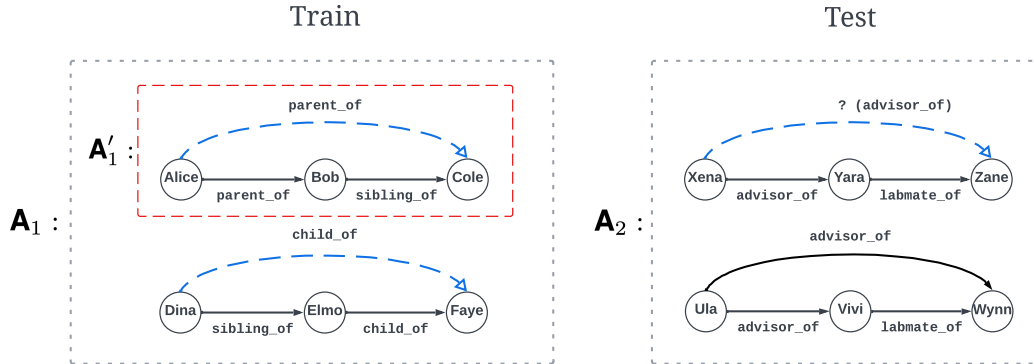 Train
Test
parent_of
? (advisor_of)
A′₁ :
Alice
Bob
Cole
Xena
Yara
Zane
parent_of
sibling_of
advisor_of
labmate_of
A₁ :
A₂ :
child_of
advisor_of
Dina
Elmo
Faye
Ula
Vivi
Wynn
sibling_of
child_of
advisor_of
labmate_of